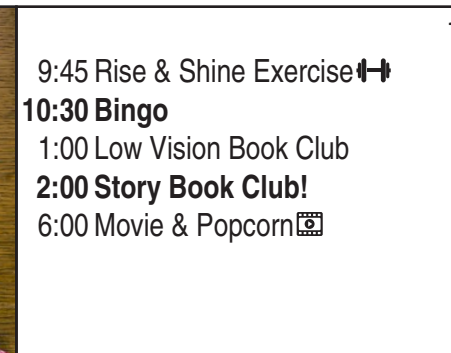 9:45 Rise & Shine Exercise
10:30 Bingo
1:00 Low Vision Book Club
2:00 Story Book Club!
6:00 Movie & Popcorn